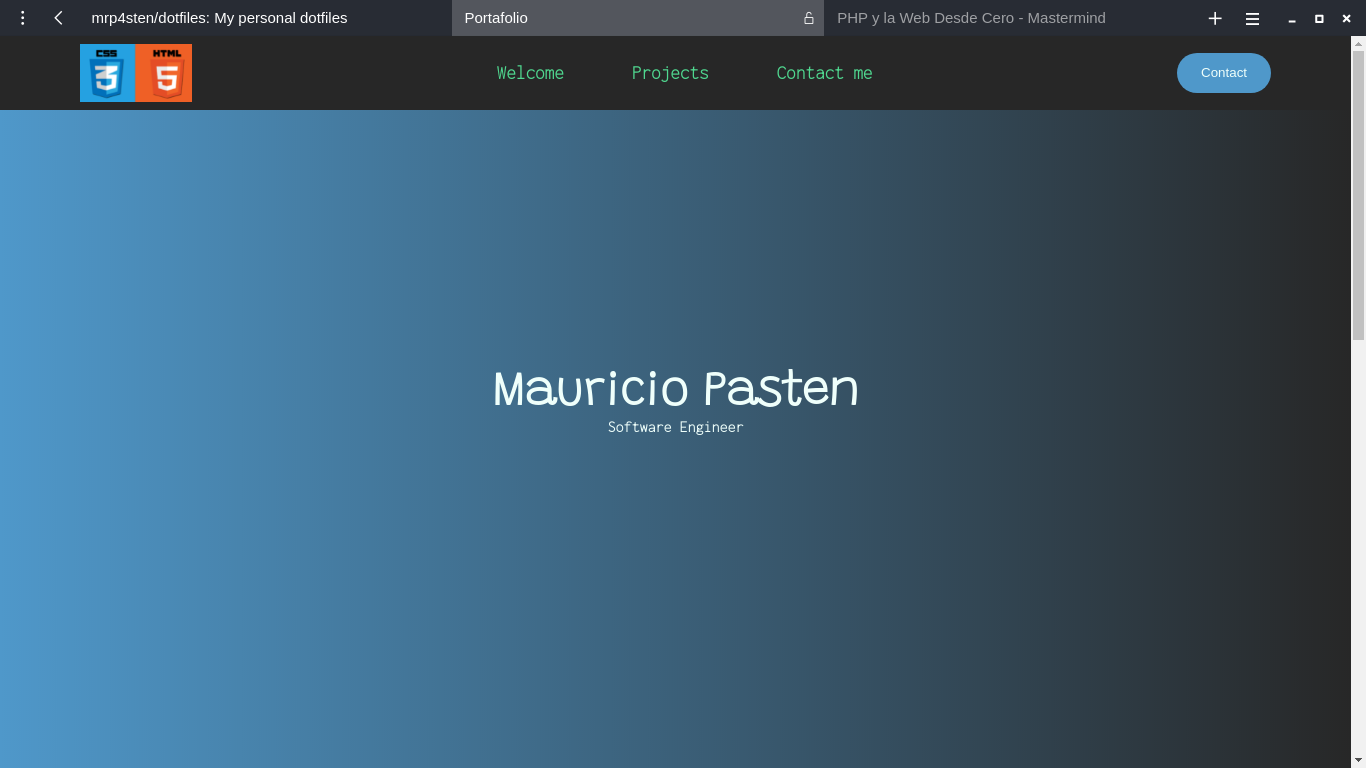 mrp4sten/dotfiles: My personal dotfiles
Portafolio
PHP y la Web Desde Cero - Mastermind
CSS 3 HTML 5
Welcome
Projects
Contact me
Contact
Mauricio Pasten
Software Engineer